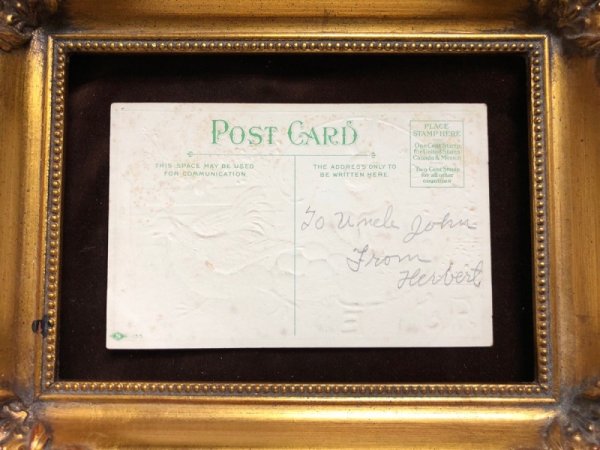 POST CARD
THIS SPACE MAY BE USED
FOR COMMUNICATION
THE ADDRESS ONLY TO
BE WRITTEN HERE
PLACE
STAMP HERE
One Cent Stamp
for United States
Canada & Mexico
Two Cent Stamp
for all other
countries
To Uncle John
From
Herbert